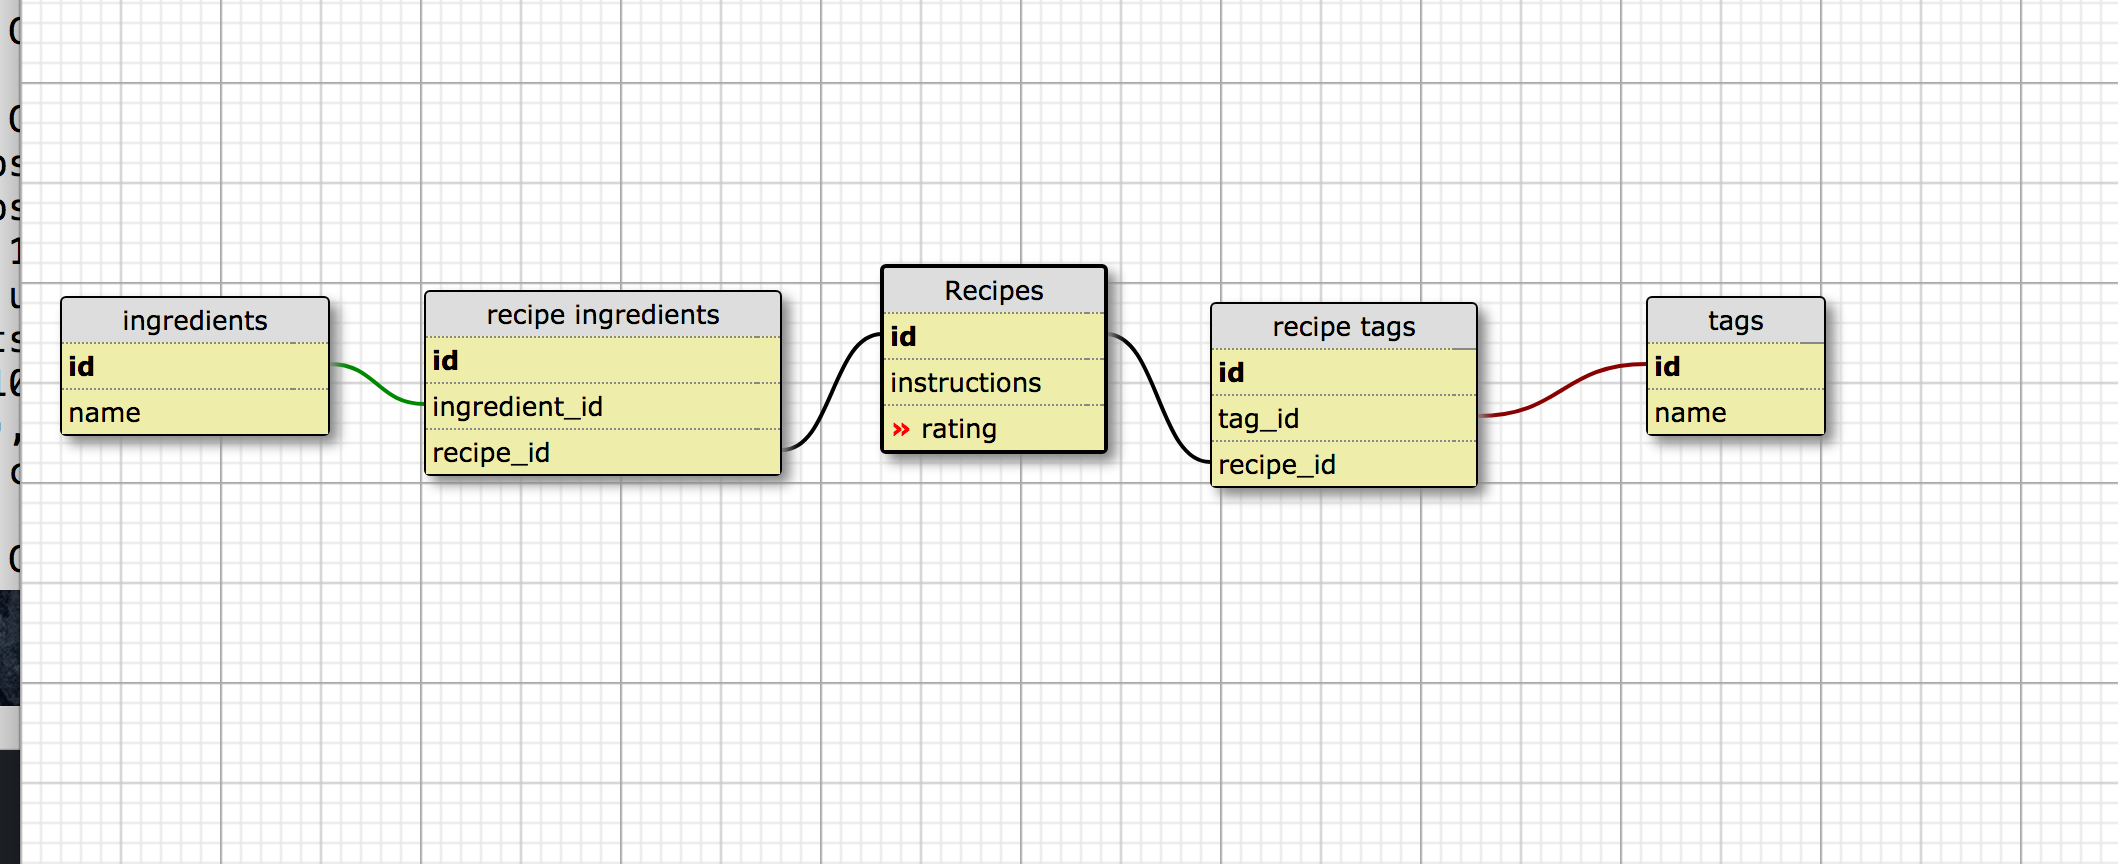 ingredients
id
name
recipe ingredients
id
ingredient_id
recipe_id
Recipes
id
instructions
» rating
recipe tags
id
tag_id
recipe_id
tags
id
name